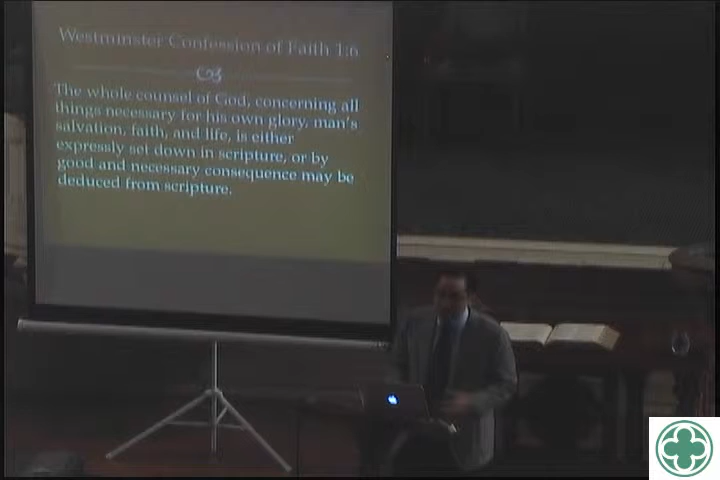 Westminster Confession of Faith 1:6
The whole counsel of God, concerning all
things necessary for his own glory, man's
salvation, faith, and life, is either
expressly set down in scripture, or by
good and necessary consequence may be
deduced from scripture.